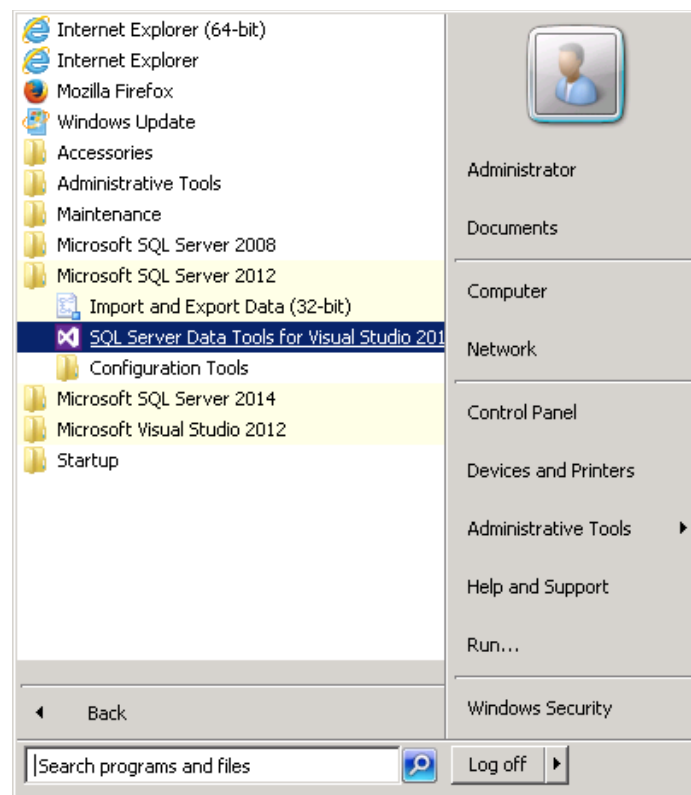 Internet Explorer (64-bit)
Internet Explorer
Mozilla Firefox
Windows Update
Accessories
Administrative Tools
Maintenance
Microsoft SQL Server 2008
Microsoft SQL Server 2012
Import and Export Data (32-bit)
SQL Server Data Tools for Visual Studio 201
Configuration Tools
Microsoft SQL Server 2014
Microsoft Visual Studio 2012
Startup
Back
Search programs and files
Administrator
Documents
Computer
Network
Control Panel
Devices and Printers
Administrative Tools
Help and Support
Run...
Windows Security
Log off